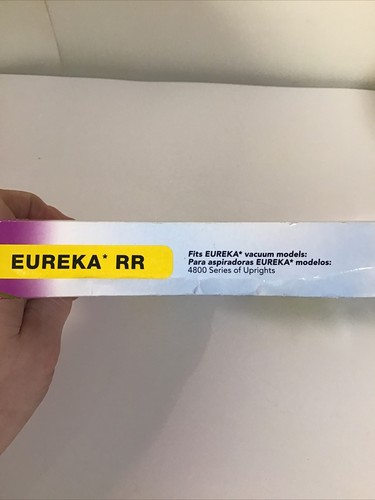 EUREKA* RR
Fits EUREKA* vacuum models:
Para aspiradoras EUREKA* modelos:
4800 Series of Uprights